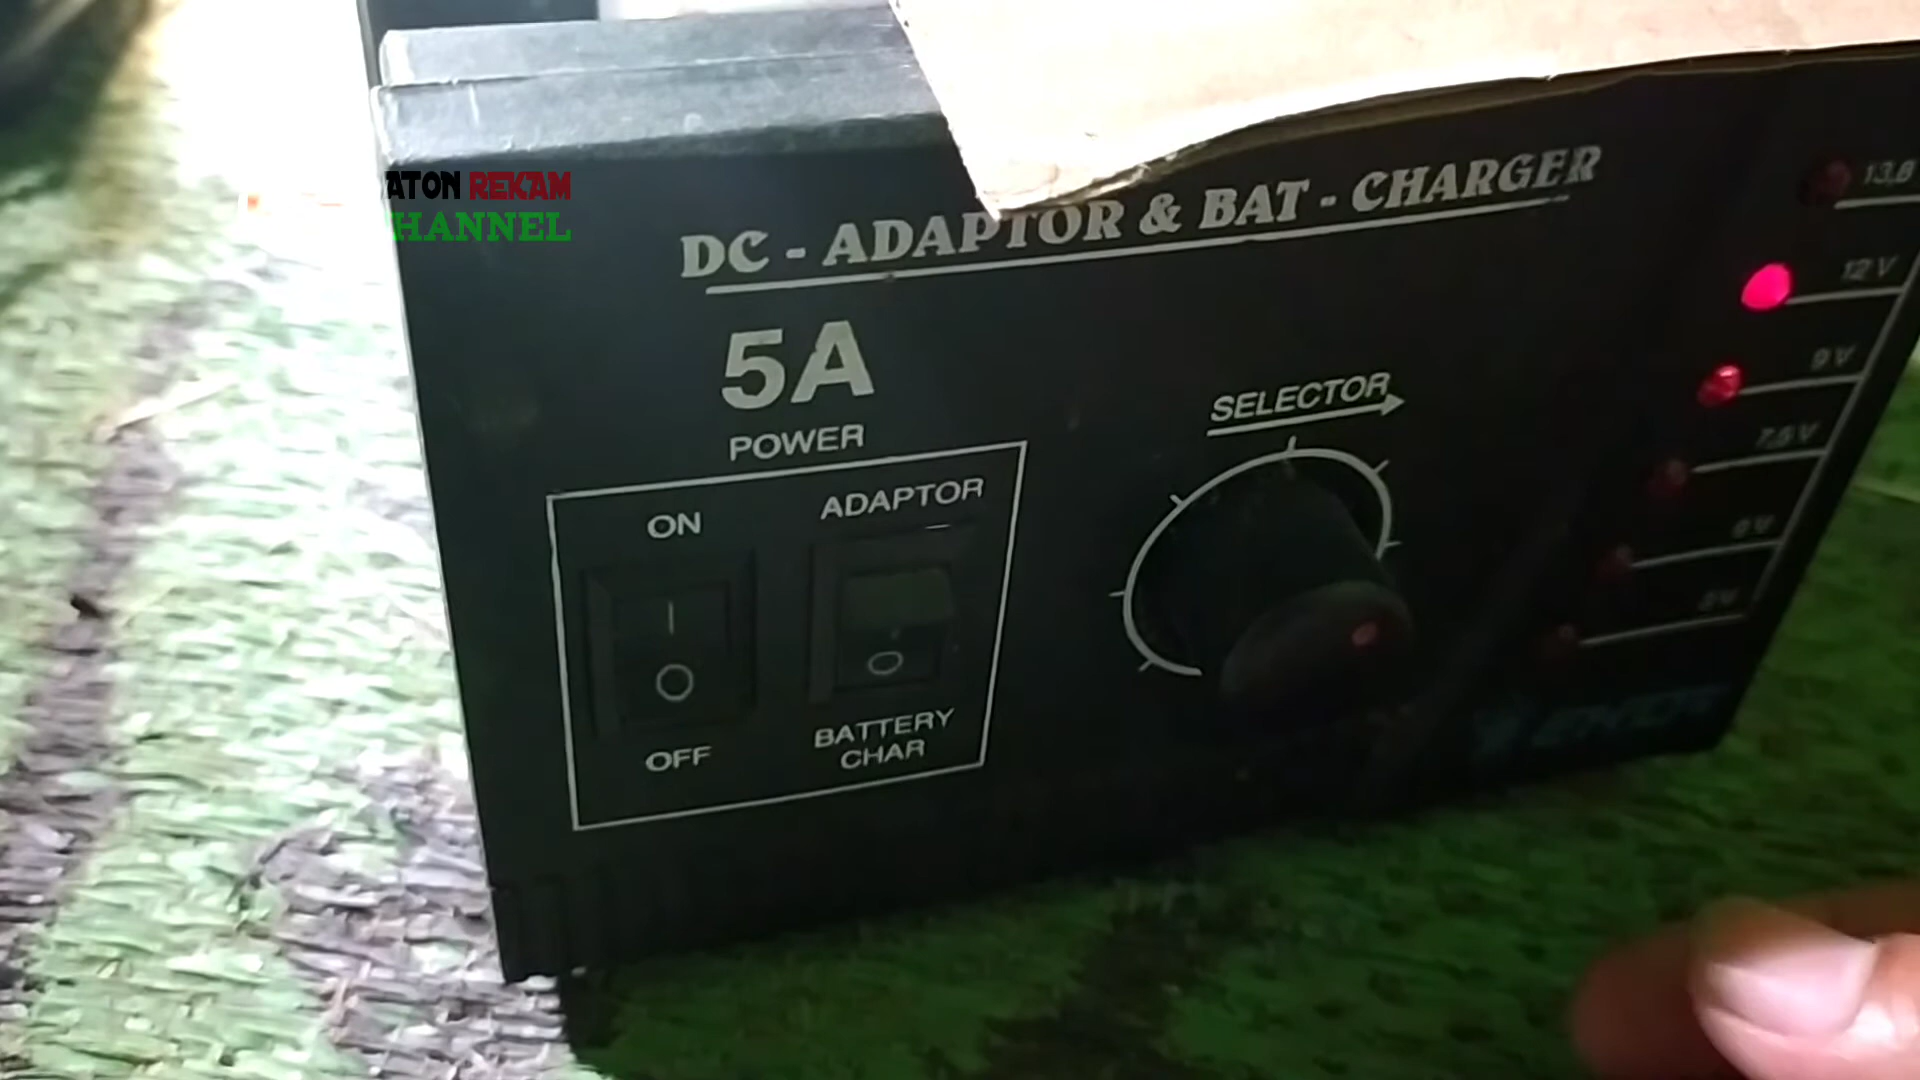 ATON REKAM
HANNEL
DC - ADAPTOR & BAT - CHARGER
5A
POWER
ON
ADAPTOR
OFF
BATTERY
CHAR
SELECTOR
13,8
12 V
9 V
7,5 V
6 V